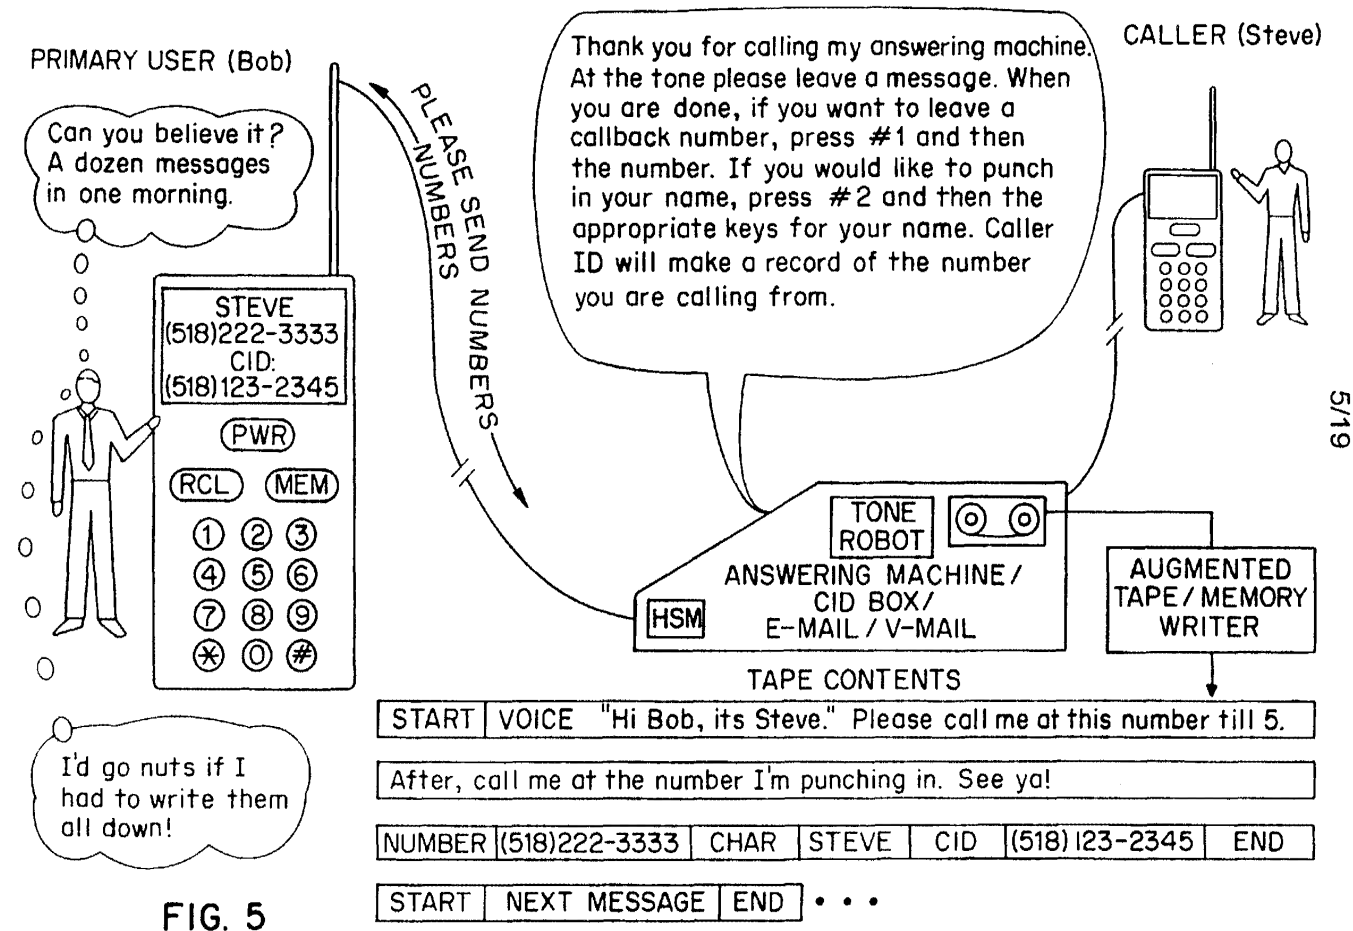 PRIMARY USER (Bob)
Can you believe it?
A dozen messages
in one morning.
PLEASE SEND NUMBERS
NUMBERS
Thank you for calling my answering machine.
At the tone please leave a message. When
you are done, if you want to leave a
callback number, press #1 and then
the number. If you would like to punch
in your name, press #2 and then the
appropriate keys for your name. Caller
ID will make a record of the number
you are calling from.
CALLER (Steve)
STEVE
(518)222-3333
CID:
(518)123-2345
PWR
RCL MEM
1 2 3
4 5 6
7 8 9
* 0 #
5/19
TONE
ROBOT
ANSWERING MACHINE/
CID BOX/
E-MAIL / V-MAIL
HSM
AUGMENTED
TAPE/MEMORY
WRITER
TAPE CONTENTS
START VOICE "Hi Bob, its Steve." Please call me at this number till 5.
After, call me at the number I'm punching in. See ya!
NUMBER (518)222-3333 CHAR STEVE CID (518)123-2345 END
START NEXT MESSAGE END • • •
I'd go nuts if I
had to write them
all down!
FIG. 5